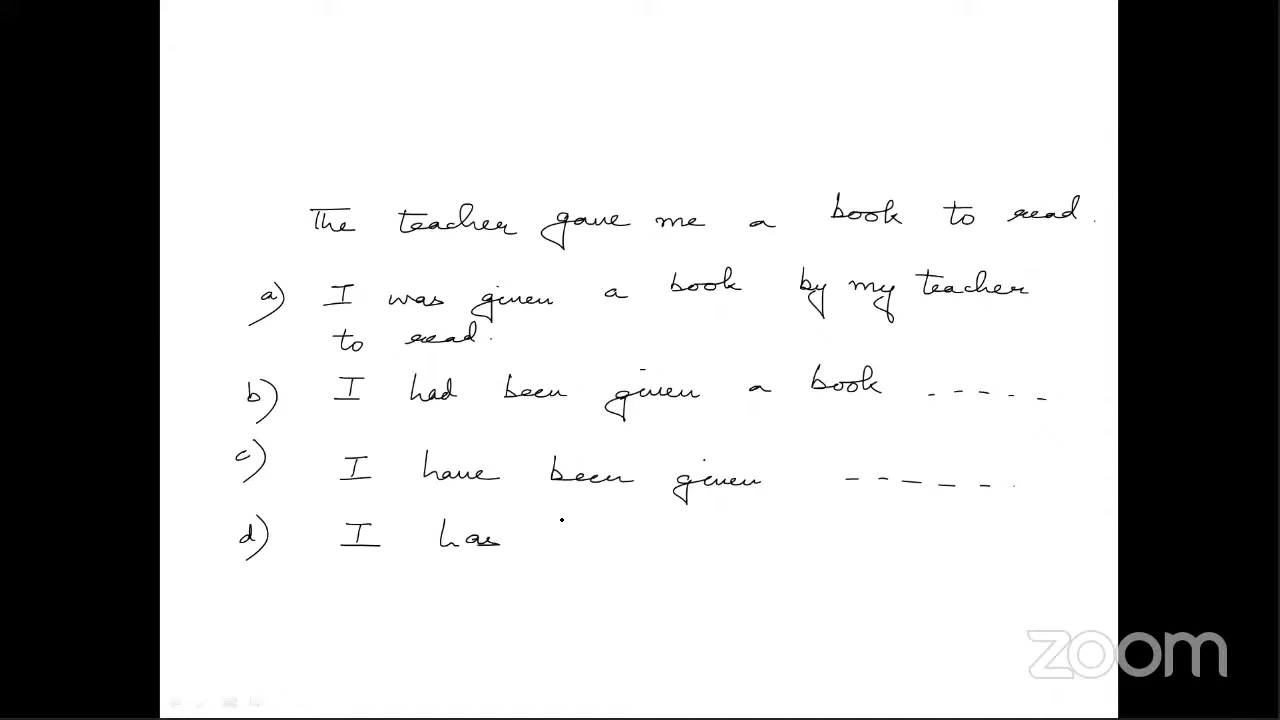 The teacher gave me a book to read.
a) I was given a book by my teacher
to read.
b) I had been given a book - - - - -
c) I have been given - - - - - -
d) I has
zoom